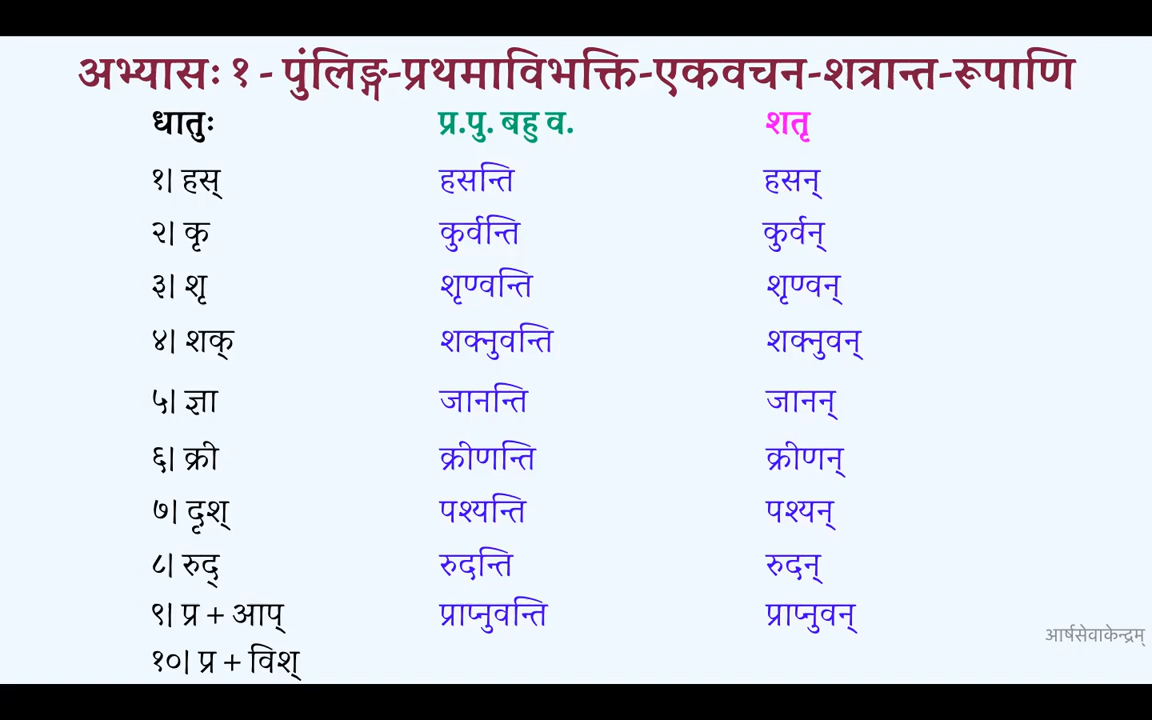 अभ्यासः १ - पुंलिङ्ग-प्रथमाविभक्ति-एकवचन-शत्रान्त-रूपाणि
धातुः प्र.पु. बहु व. शतृ
१| हस् हसन्ति हसन्
२| कृ कुर्वन्ति कुर्वन्
३| शृ शृण्वन्ति शृण्वन्
४| शक् शक्नुवन्ति शक्नुवन्
५| ज्ञा जानन्ति जानन्
६| क्री क्रीणन्ति क्रीणन्
७| दृश् पश्यन्ति पश्यन्
८| रुद् रुदन्ति रुदन्
९| प्र + आप् प्राप्नुवन्ति प्राप्नुवन्
आर्षसेवाकेन्द्रम्
१०| प्र + विश्